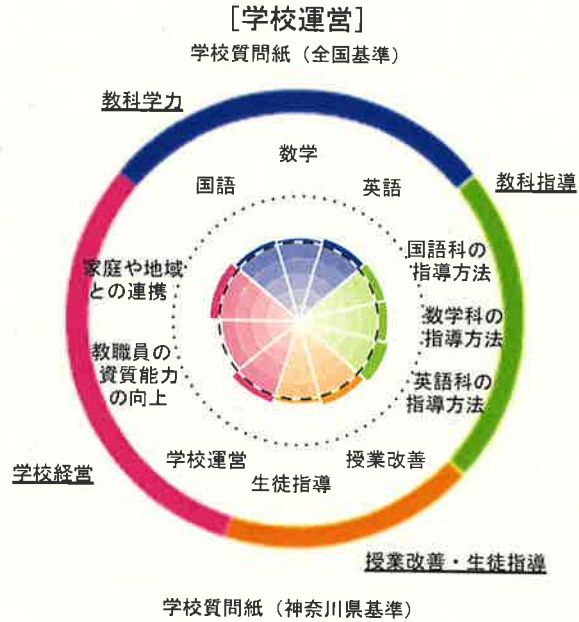 [学校運営]
学校質問紙（全国基準）
教科学力
数学
国語
英語
教科指導
国語科の
指導方法
家庭や地域
との連携
数学科の
指導方法
教職員の
資質能力
の向上
英語科の
指導方法
学校運営
授業改善
生徒指導
学校経営
授業改善・生徒指導
学校質問紙（神奈川県基準）